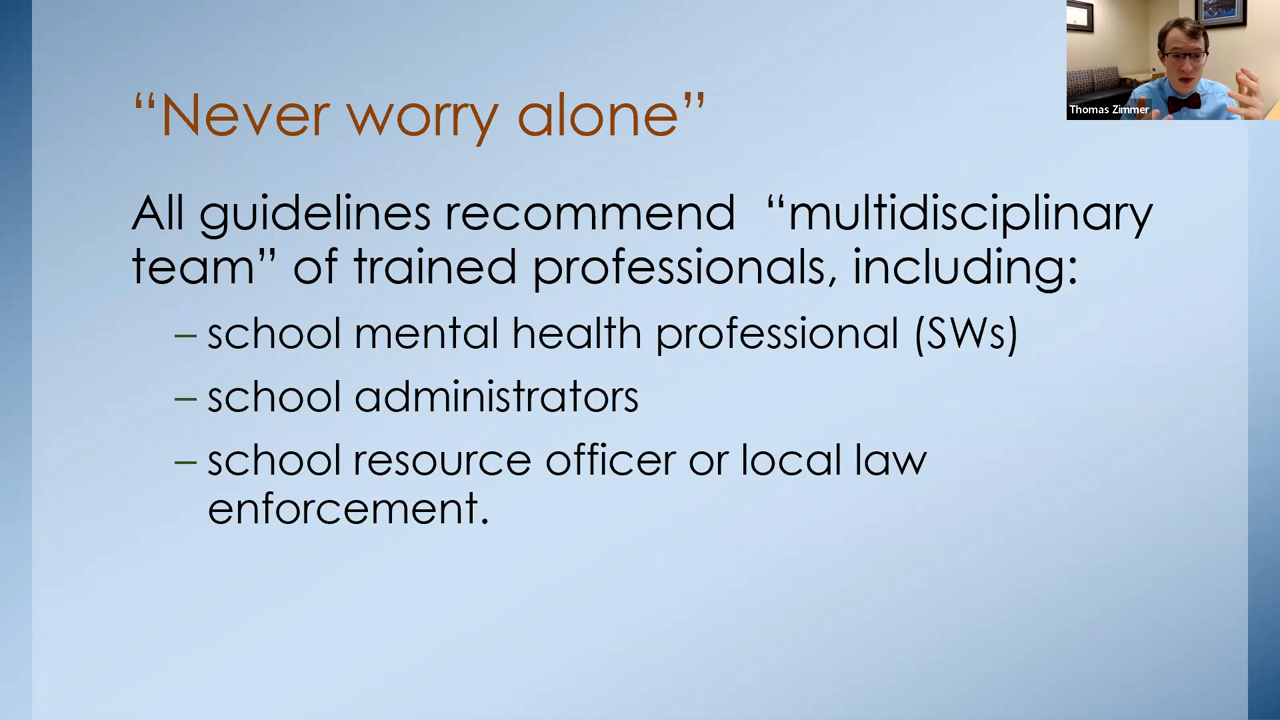 “Never worry alone”
Thomas Zimmer
All guidelines recommend “multidisciplinary
team” of trained professionals, including:
– school mental health professional (SWs)
– school administrators
– school resource officer or local law
enforcement.